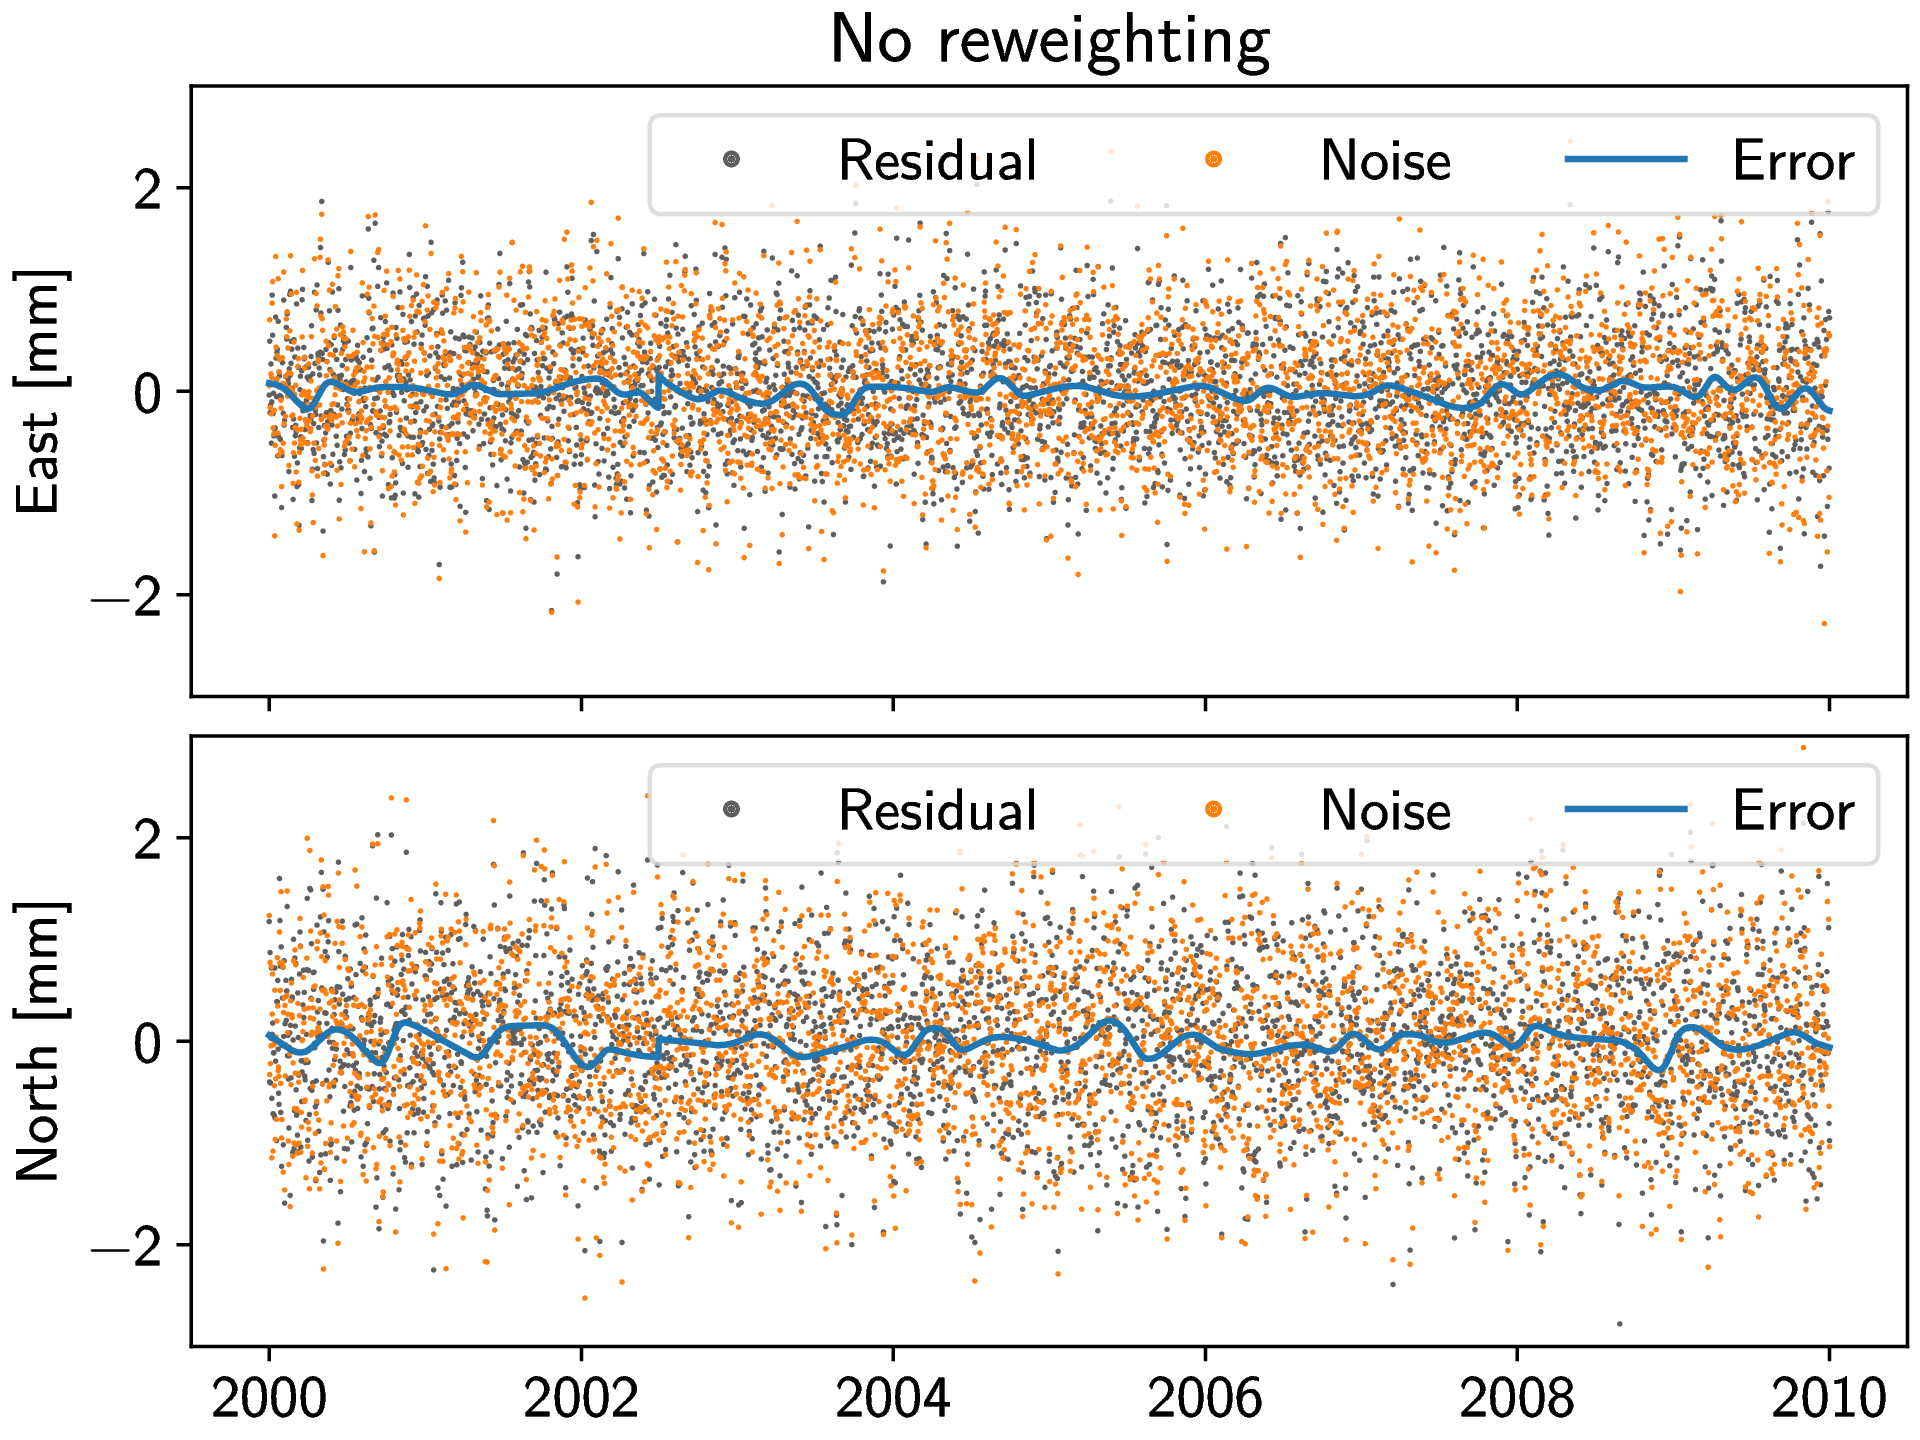 No reweighting
Residual Noise Error
East [mm]
2
0
−2
Residual Noise Error
North [mm]
2
0
−2
2000 2002 2004 2006 2008 2010